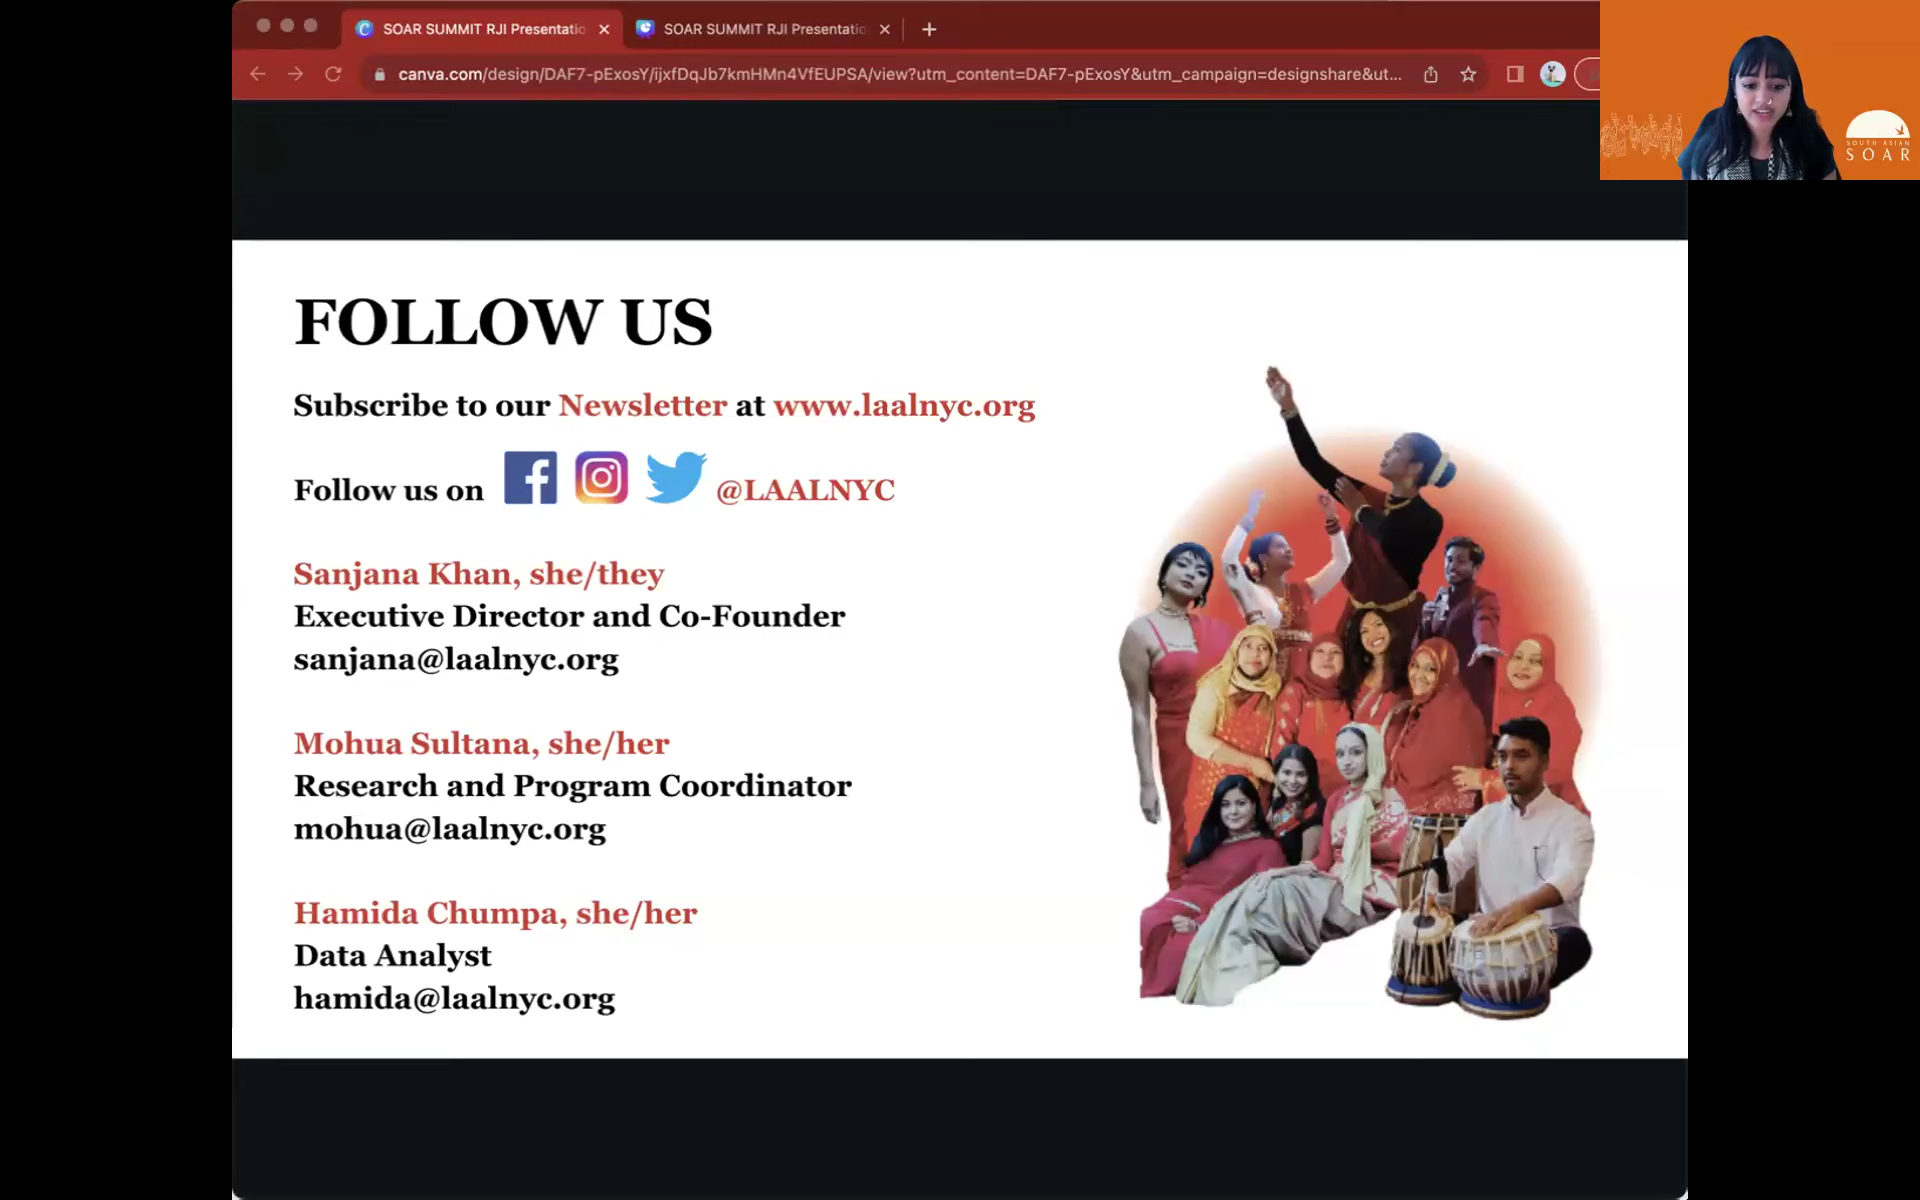 SOAR SUMMIT RJI Presentatio
SOAR SUMMIT RJI Presentatio
canva.com/design/DAF7-pExosY/ijxfDqJb7kmHMn4VfEUPSA/view?utm_content=DAF7-pExosY&utm_campaign=designshare&ut...
SOUTH ASIAN
SOAR
FOLLOW US
Subscribe to our Newsletter at www.laalnyc.org
Follow us on @LAALNYC
Sanjana Khan, she/they
Executive Director and Co-Founder
sanjana@laalnyc.org
Mohua Sultana, she/her
Research and Program Coordinator
mohua@laalnyc.org
Hamida Chumpa, she/her
Data Analyst
hamida@laalnyc.org